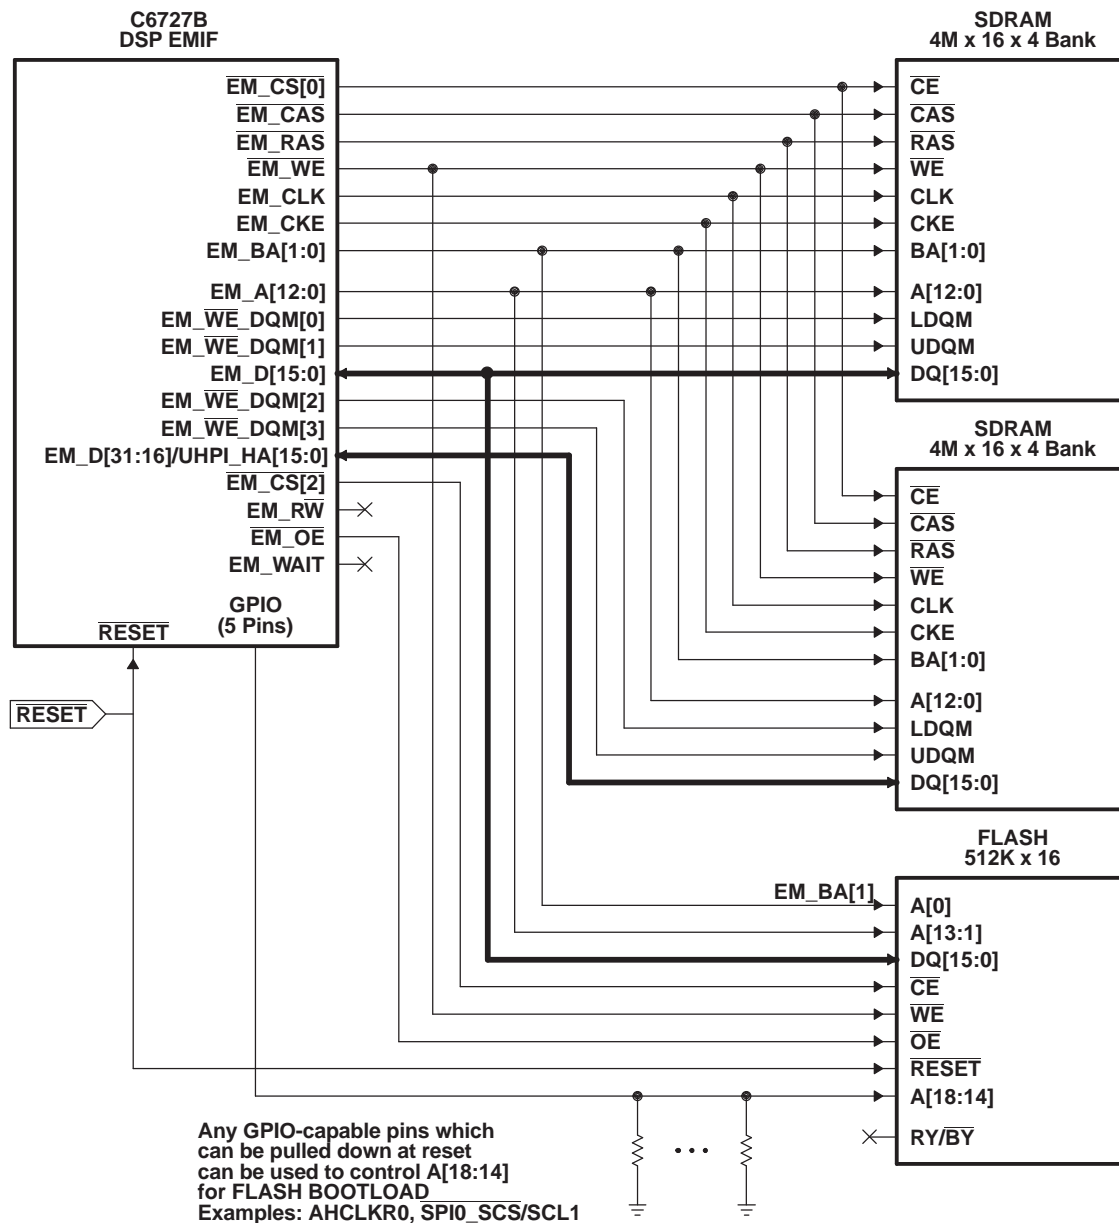 C6727B
DSP EMIF
EM_CS[0]
EM_CAS
EM_RAS
EM_WE
EM_CLK
EM_CKE
EM_BA[1:0]
EM_A[12:0]
EM_WE_DQM[0]
EM_WE_DQM[1]
EM_D[15:0]
EM_WE_DQM[2]
EM_WE_DQM[3]
EM_D[31:16]/UHPI_HA[15:0]
EM_CS[2]
EM_RW
EM_OE
EM_WAIT
GPIO
(5 Pins)
RESET
RESET
SDRAM
4M x 16 x 4 Bank
CE
CAS
RAS
WE
CLK
CKE
BA[1:0]
A[12:0]
LDQM
UDQM
DQ[15:0]
SDRAM
4M x 16 x 4 Bank
CE
CAS
RAS
WE
CLK
CKE
BA[1:0]
A[12:0]
LDQM
UDQM
DQ[15:0]
FLASH
512K x 16
EM_BA[1]
A[0]
A[13:1]
DQ[15:0]
CE
WE
OE
RESET
A[18:14]
RY/BY
Any GPIO-capable pins which
can be pulled down at reset
can be used to control A[18:14]
for FLASH BOOTLOAD
Examples: AHCLKR0, SPI0_SCS/SCL1